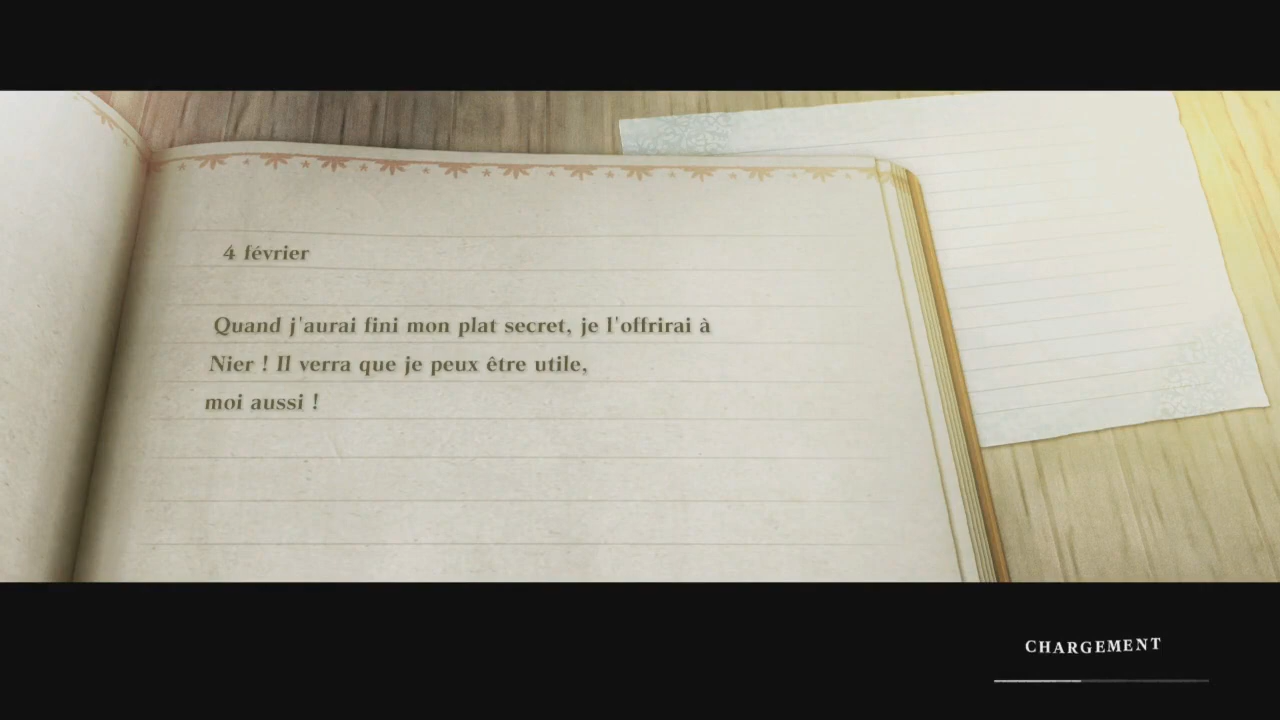 4 février
Quand j'aurai fini mon plat secret, je l'offrirai à
Nier ! Il verra que je peux être utile,
moi aussi !
CHARGEMENT